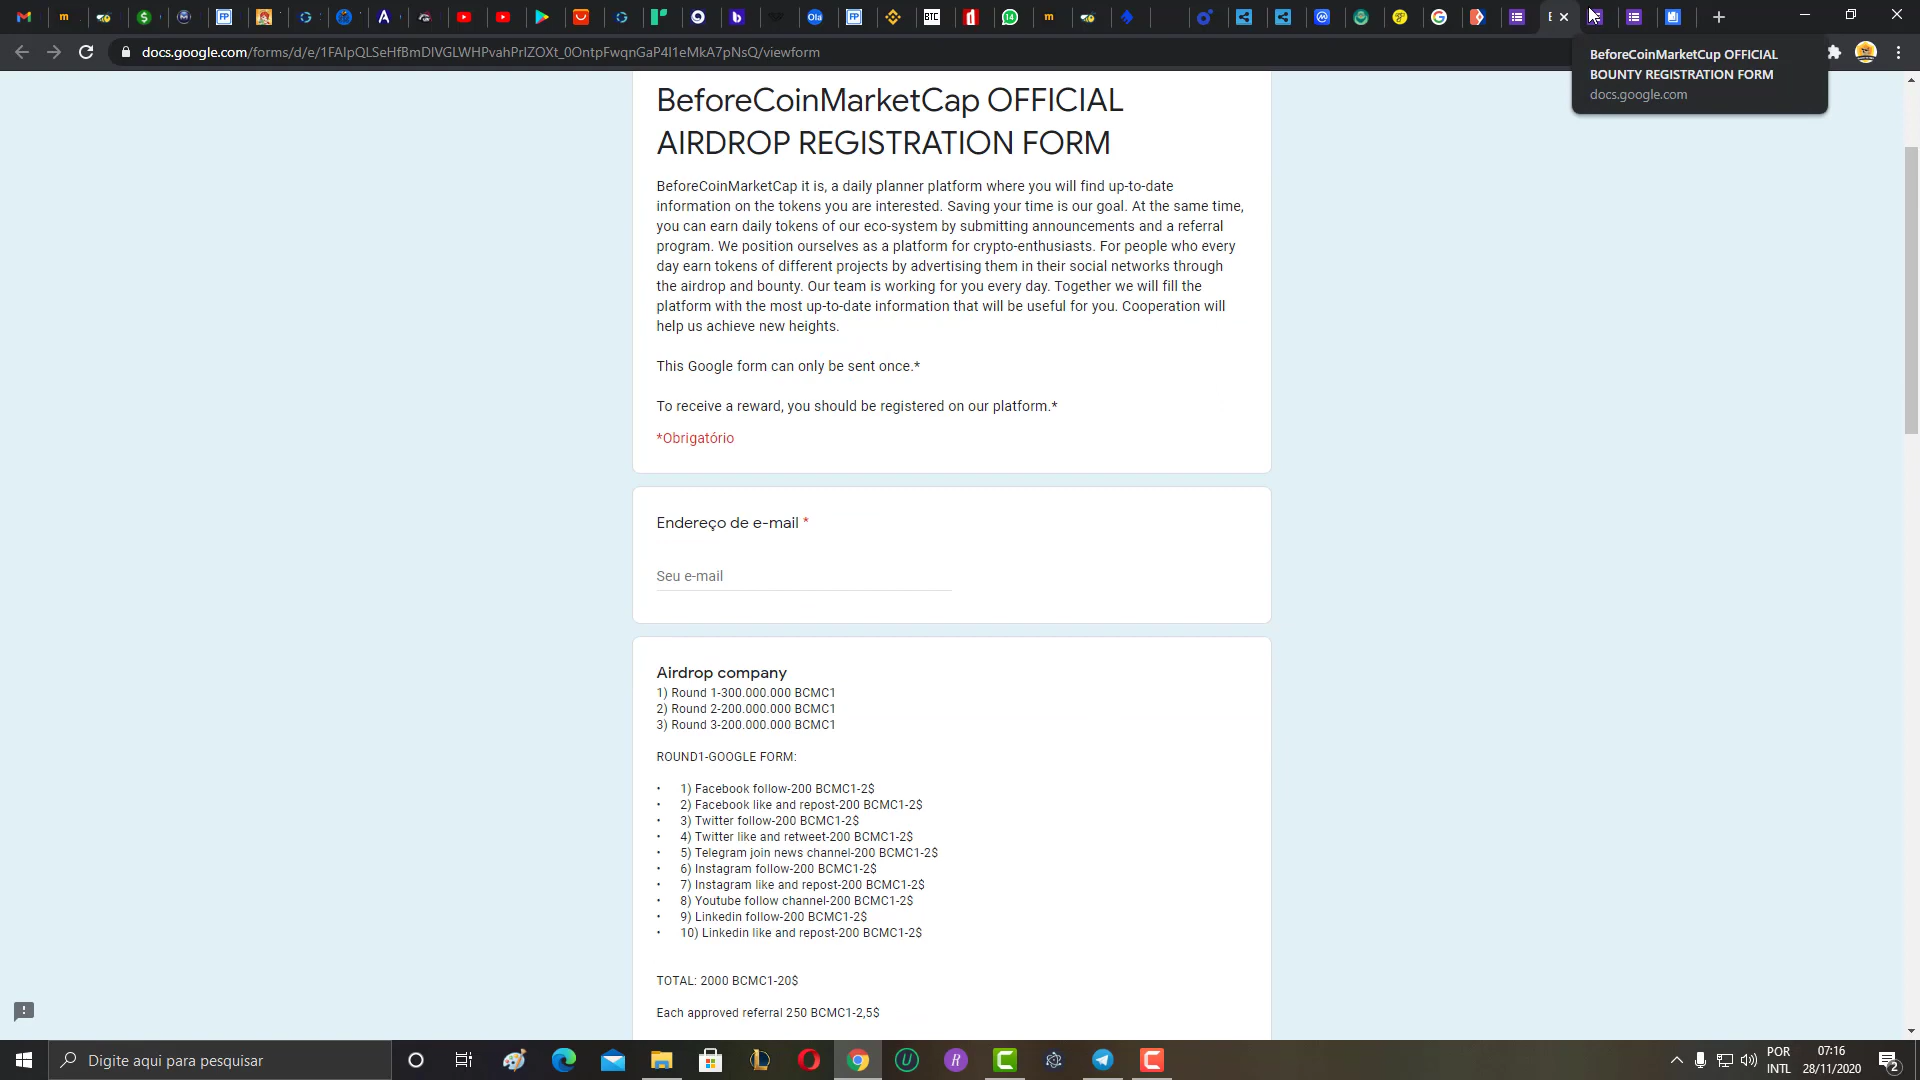 docs.google.com/forms/d/e/1FAIpQLSeHfBmDIVGLWHPvahPrIZOXt_0OntpFwqnGaP4l1eMkA7pNsQ/viewform
BeforeCoinMarketCup OFFICIAL
BOUNTY REGISTRATION FORM
docs.google.com
BeforeCoinMarketCap OFFICIAL
AIRDROP REGISTRATION FORM
BeforeCoinMarketCap it is, a daily planner platform where you will find up-to-date
information on the tokens you are interested. Saving your time is our goal. At the same time,
you can earn daily tokens of our eco-system by submitting announcements and a referral
program. We position ourselves as a platform for crypto-enthusiasts. For people who every
day earn tokens of different projects by advertising them in their social networks through
the airdrop and bounty. Our team is working for you every day. Together we will fill the
platform with the most up-to-date information that will be useful for you. Cooperation will
help us achieve new heights.
This Google form can only be sent once.*
To receive a reward, you should be registered on our platform.*
*Obrigatório
Endereço de e-mail *
Seu e-mail
Airdrop company
1) Round 1-300.000.000 BCMC1
2) Round 2-200.000.000 BCMC1
3) Round 3-200.000.000 BCMC1
ROUND1-GOOGLE FORM:
• 1) Facebook follow-200 BCMC1-2$
• 2) Facebook like and repost-200 BCMC1-2$
• 3) Twitter follow-200 BCMC1-2$
• 4) Twitter like and retweet-200 BCMC1-2$
• 5) Telegram join news channel-200 BCMC1-2$
• 6) Instagram follow-200 BCMC1-2$
• 7) Instagram like and repost-200 BCMC1-2$
• 8) Youtube follow channel-200 BCMC1-2$
• 9) Linkedin follow-200 BCMC1-2$
• 10) Linkedin like and repost-200 BCMC1-2$
TOTAL: 2000 BCMC1-20$
Each approved referral 250 BCMC1-2,5$
Digite aqui para pesquisar
POR
INTL
07:16
28/11/2020
2